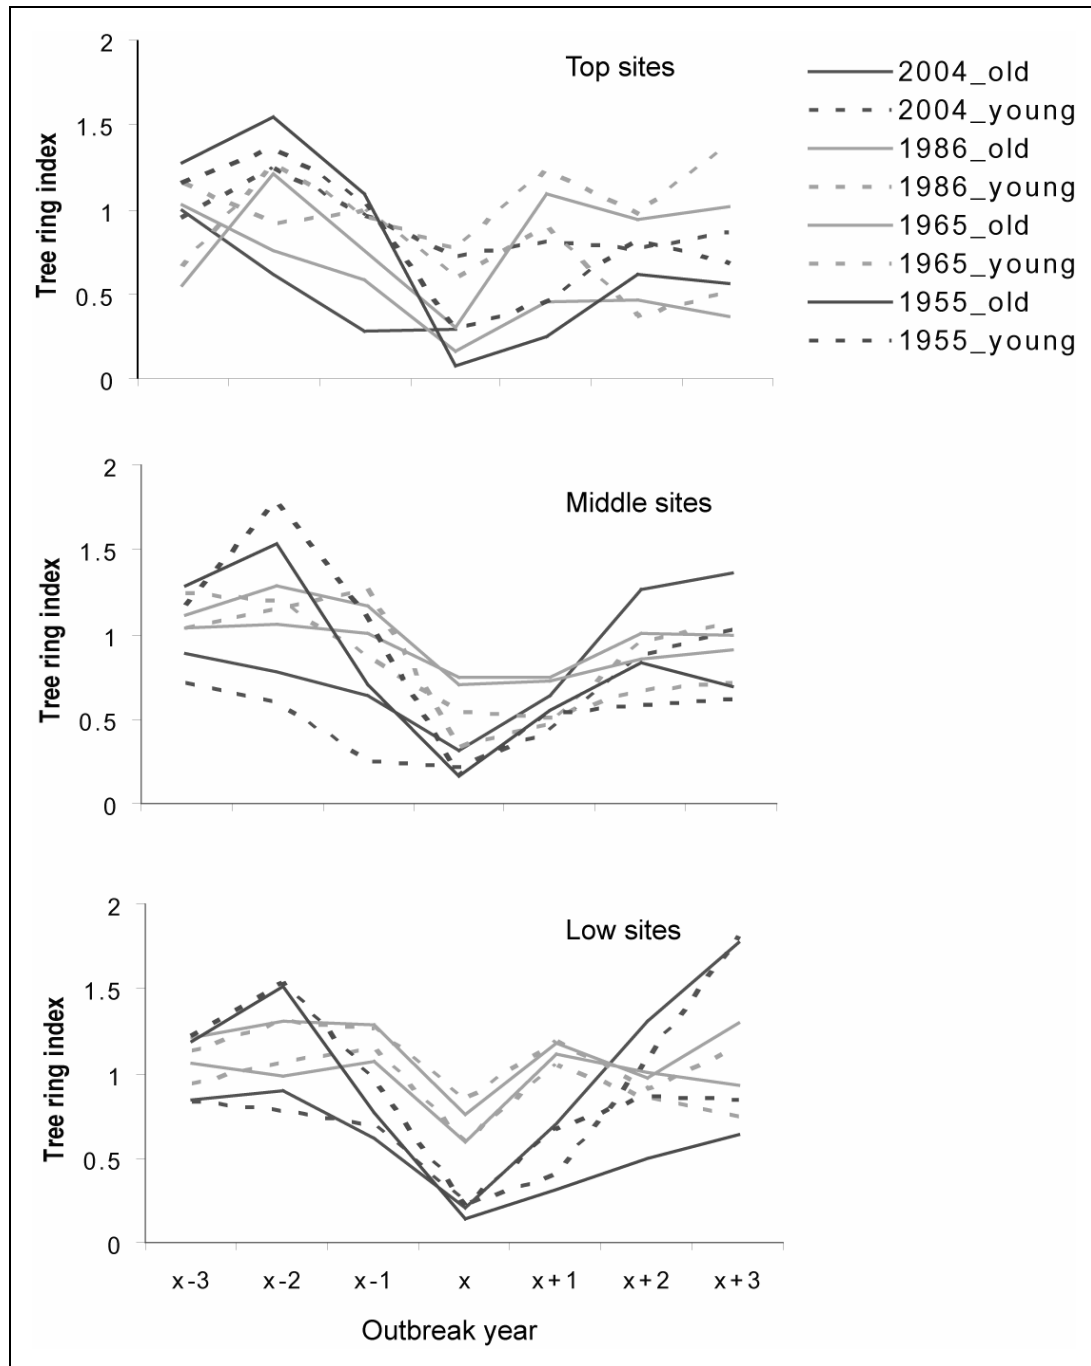 2
Top sites
1.5
1
0.5
0
Tree ring index
2004_old
2004_young
1986_old
1986_young
1965_old
1965_young
1955_old
1955_young
2
Middle sites
1.5
1
0.5
0
Tree ring index
2
Low sites
1.5
1
0.5
0
Tree ring index
x-3 x-2 x-1 x x+1 x+2 x+3
Outbreak year